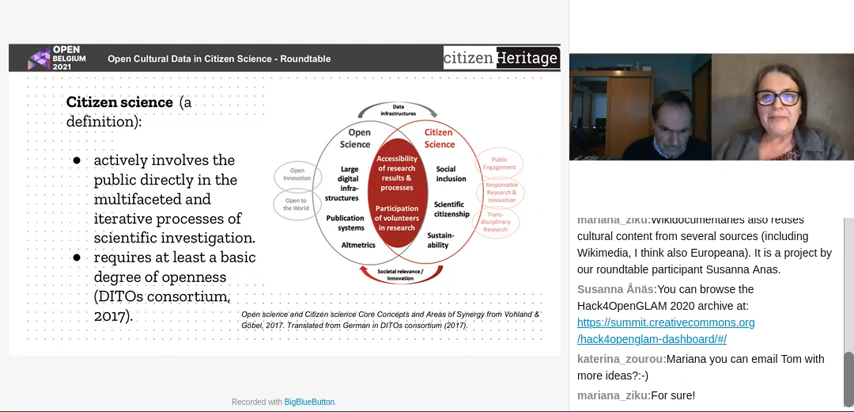 OPEN
BELGIUM
2021
Open Cultural Data in Citizen Science - Roundtable
citizen Heritage
Citizen science (a
definition):
● actively involves the
public directly in the
multifaceted and
iterative processes of
scientific investigation.
● requires at least a basic
degree of openness
(DITOs consortium,
2017).
Data
infrastructures
Open
Science
Citizen
Science
Open
Innovation
Open to
the World
Large
digital
infra-
structures
Publication
systems
Altmetrics
Accessibility
of research
results &
processes
Participation
of volunteers
in research
Social
inclusion
Scientific
citizenship
Sustain-
ability
Public
Engagement
Responsible
Research &
Innovation
Trans-
disciplinary
Research
Societal relevance /
Innovation
Open science and Citizen science Core Concepts and Areas of Synergy from Vohland &
Göbel, 2017. Translated from German in DITOs consortium (2017).
Recorded with BigBlueButton.
mariana_ziku:Wikidocumentaries also reuses
cultural content from several sources (including
Wikimedia, I think also Europeana). It is a project by
our roundtable participant Susanna Anas.
Susanna Ånäs:You can browse the
Hack4OpenGLAM 2020 archive at:
https://summit.creativecommons.org
/hack4openglam-dashboard/#/
katerina_zourou:Mariana you can email Tom with
more ideas?:-)
mariana_ziku:For sure!